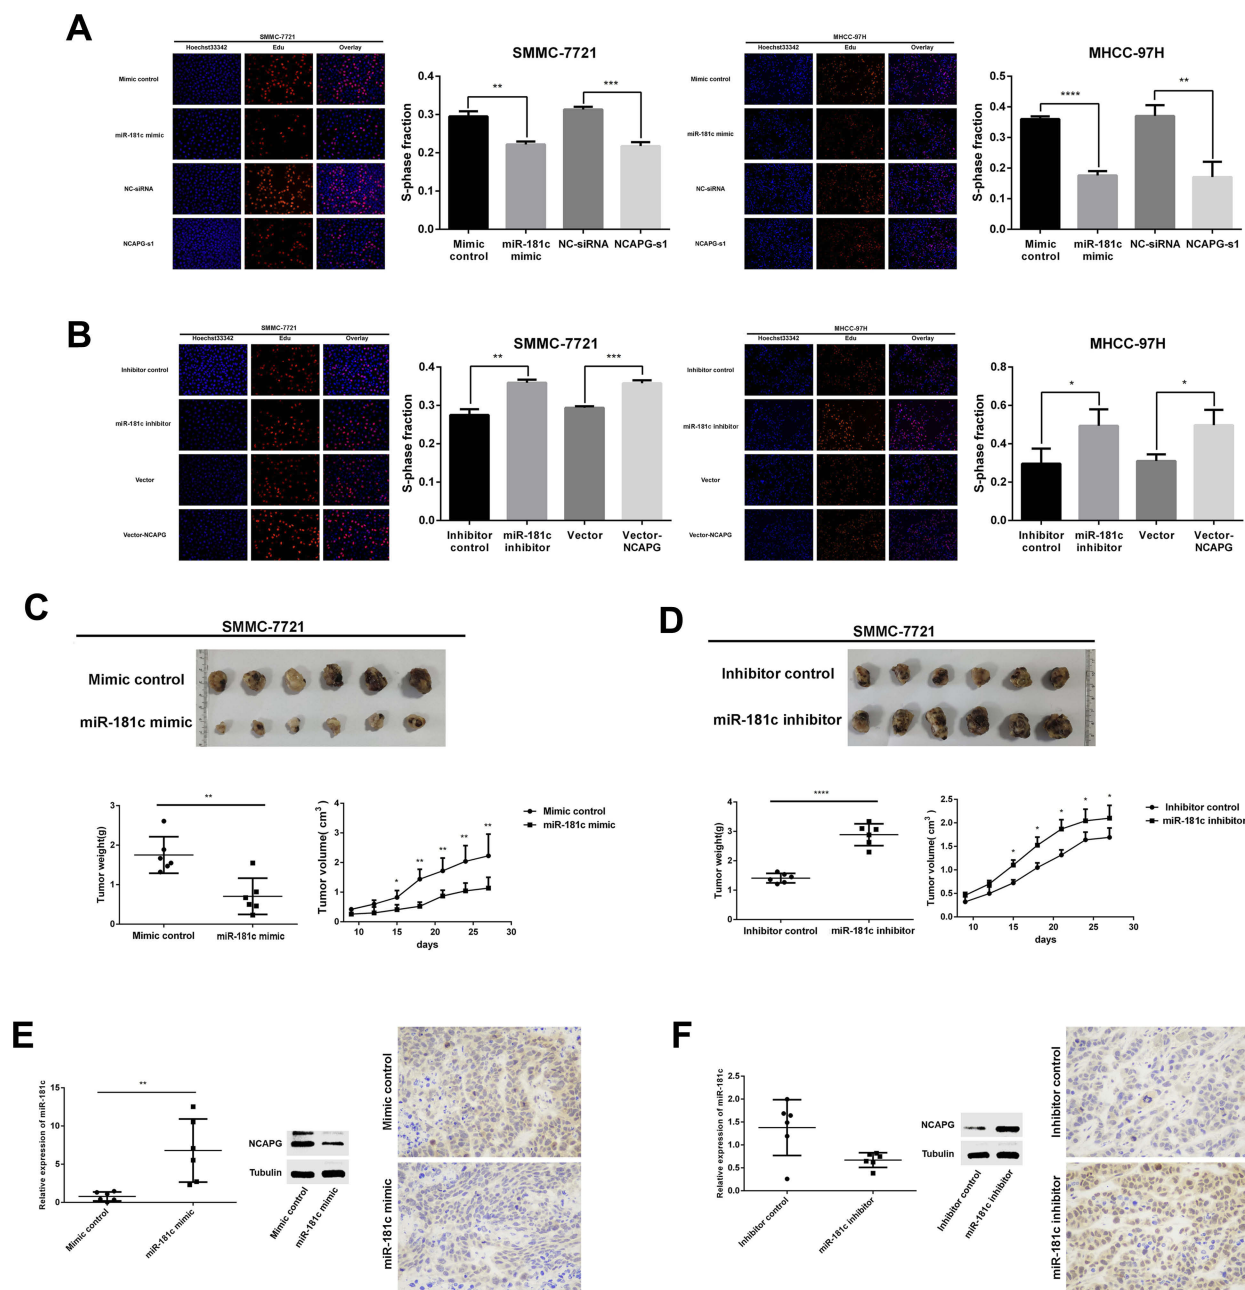 A
SMMC-7721
Hoechst33342 Edu Overlay
Mimic control
miR-181c mimic
NC-siRNA
NCAPG-s1
SMMC-7721
S-phase fraction
0.4
0.3
0.2
0.1
0.0
** ***
Mimic control miR-181c mimic NC-siRNA NCAPG-s1
MHCC-97H
Hoechst33342 Edu Overlay
Mimic control
miR-181c mimic
NC-siRNA
NCAPG-s1
MHCC-97H
S-phase fraction
0.5
0.4
0.3
0.2
0.1
0.0
**** **
Mimic control miR-181c mimic NC-siRNA NCAPG-s1
B
SMMC-7721
Hoechst33342 Edu Overlay
Inhibitor control
miR-181c inhibitor
Vector
Vector-NCAPG
SMMC-7721
S-phase fraction
0.4
0.3
0.2
0.1
0.0
** ***
Inhibitor control miR-181c inhibitor Vector Vector-NCAPG
MHCC-97H
Hoechst33342 Edu Overlay
Inhibitor control
miR-181c inhibitor
Vector
Vector-NCAPG
MHCC-97H
S-phase fraction
0.8
0.6
0.4
0.2
0.0
* *
Inhibitor control miR-181c inhibitor Vector Vector-NCAPG
C
SMMC-7721
Mimic control
miR-181c mimic
Tumor weight(g)
3
2
1
0
**
Mimic control miR-181c mimic
Tumor volume( cm3 )
4
3
2
1
0
* ** ** ** **
10 15 20 25 30
days
Mimic control
miR-181c mimic
D
SMMC-7721
Inhibitor control
miR-181c inhibitor
Tumor weight(g)
4
3
2
1
0
****
Inhibitor control miR-181c inhibitor
Tumor volume( cm3 )
2.5
2.0
1.5
1.0
0.5
0.0
* * * * *
10 15 20 25 30
days
Inhibitor control
miR-181c inhibitor
E
Relative expression of miR-181c
15
10
5
0
**
Mimic control miR-181c mimic
NCAPG
Tubulin
Mimic control miR-181c mimic
Mimic control
miR-181c mimic
F
Relative expression of miR-181c
2.5
2.0
1.5
1.0
0.5
0.0
Inhibitor control miR-181c inhibitor
NCAPG
Tubulin
Inhibitor control miR-181c inhibitor
Inhibitor control
miR-181c inhibitor